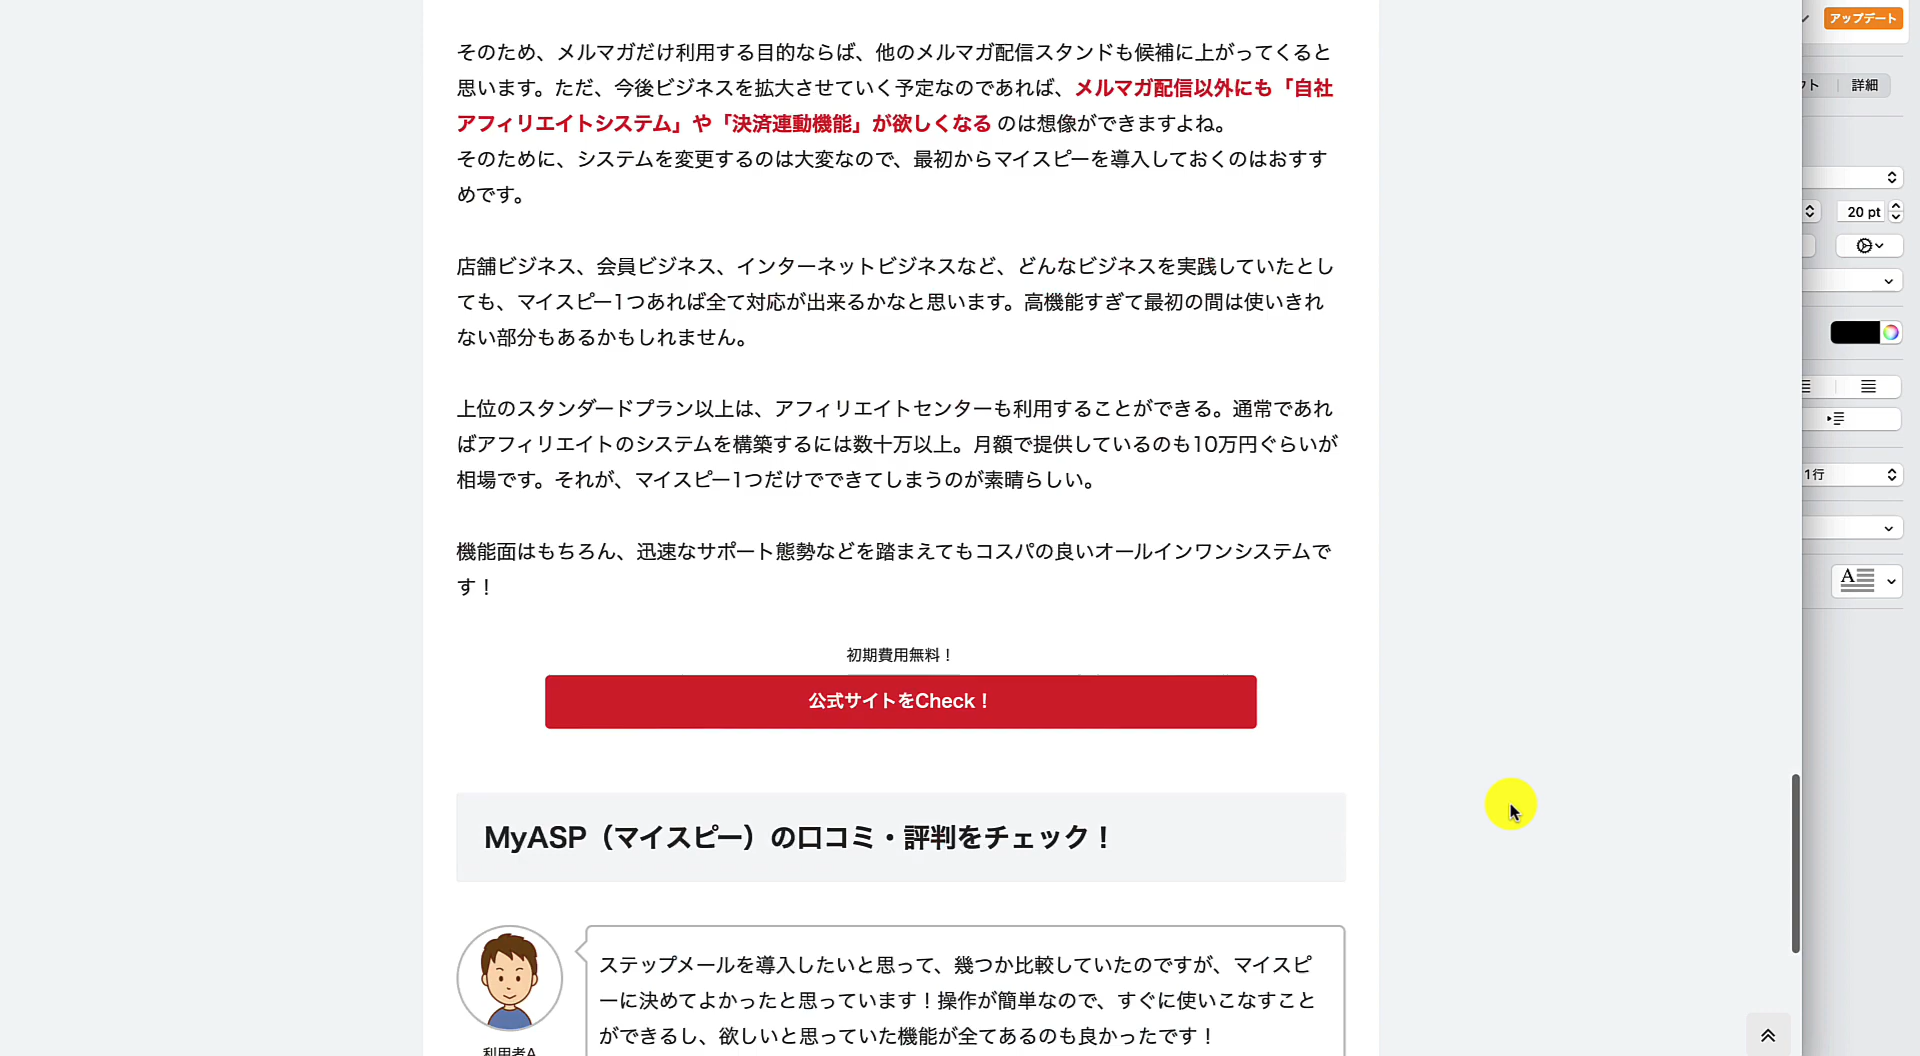 アップデート
そのため、メルマガだけ利用する目的ならば、他のメルマガ配信スタンドも候補に上がってくると
思います。ただ、今後ビジネスを拡大させていく予定なのであれば、メルマガ配信以外にも「自社
アフィリエイトシステム」や「決済連動機能」が欲しくなる のは想像ができますよね。
そのために、システムを変更するのは大変なので、最初からマイスピーを導入しておくのはおすす
めです。
詳細
20 pt
店舗ビジネス、会員ビジネス、インターネットビジネスなど、どんなビジネスを実践していたとし
ても、マイスピー1つあれば全て対応が出来るかなと思います。高機能すぎて最初の間は使いきれ
ない部分もあるかもしれません。
上位のスタンダードプラン以上は、アフィリエイトセンターも利用することができる。通常であれ
ばアフィリエイトのシステムを構築するには数十万以上。月額で提供しているのも10万円ぐらいが
相場です。それが、マイスピー1つだけでできてしまうのが素晴らしい。
1行
機能面はもちろん、迅速なサポート態勢などを踏まえてもコスパの良いオールインワンシステムで
す！
A
初期費用無料！
公式サイトをCheck！
MyASP（マイスピー）の口コミ・評判をチェック！
ステップメールを導入したいと思って、幾つか比較していたのですが、マイスピ
ーに決めてよかったと思っています！操作が簡単なので、すぐに使いこなすこと
ができるし、欲しいと思っていた機能が全てあるのも良かったです！
利用者A